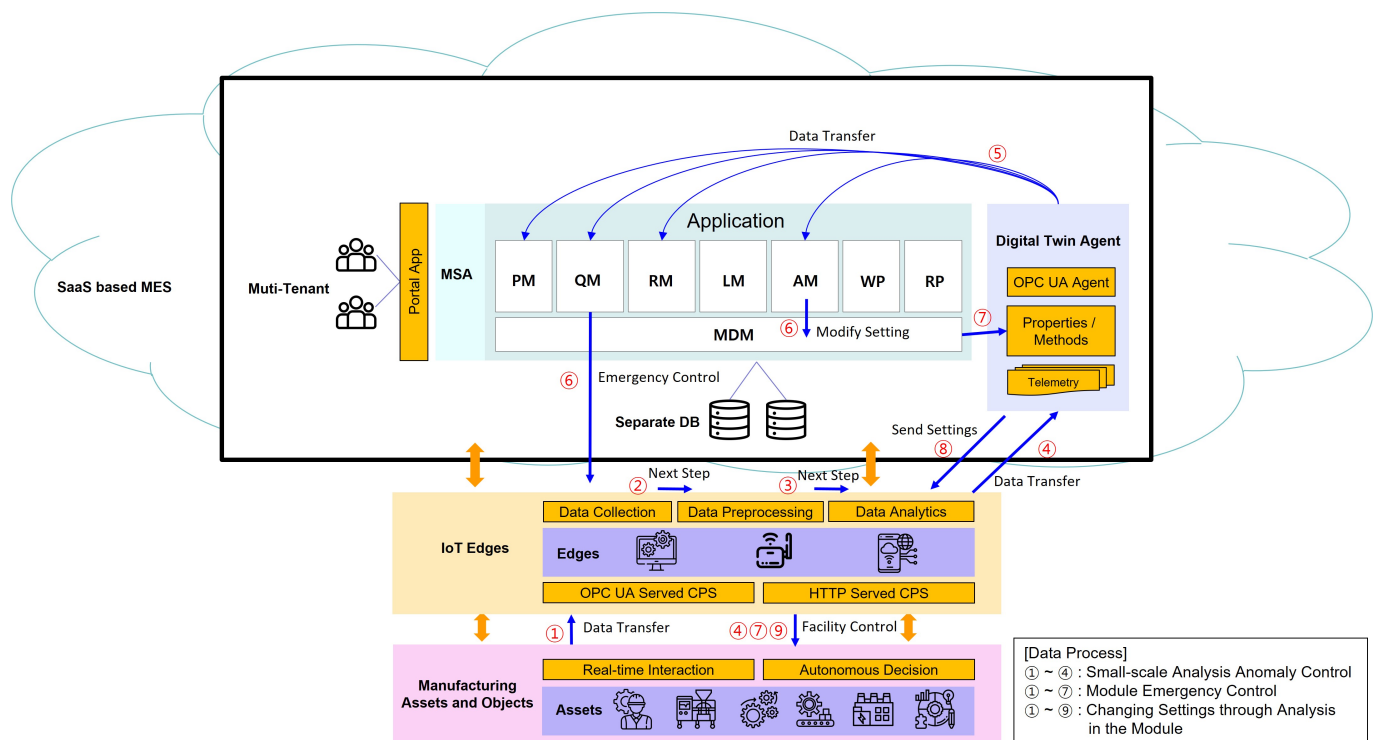 Data Transfer
⑤
Application
Digital Twin Agent
SaaS based MES
Muti-Tenant
Portal App
MSA
PM
QM
RM
LM
AM
WP
RP
OPC UA Agent
⑥
Modify Setting
MDM
⑦
Properties /
Methods
Telemetry
⑥
Emergency Control
Separate DB
Send Settings
⑧
④
Data Transfer
②
Next Step
③
Next Step
IoT Edges
Data Collection
Data Preprocessing
Data Analytics
Edges
OPC UA Served CPS
HTTP Served CPS
①
Data Transfer
④ ⑦ ⑨
Facility Control
Manufacturing
Assets and Objects
Real-time Interaction
Autonomous Decision
Assets
[Data Process]
① ~ ④ : Small-scale Analysis Anomaly Control
① ~ ⑦ : Module Emergency Control
① ~ ⑨ : Changing Settings through Analysis
in the Module